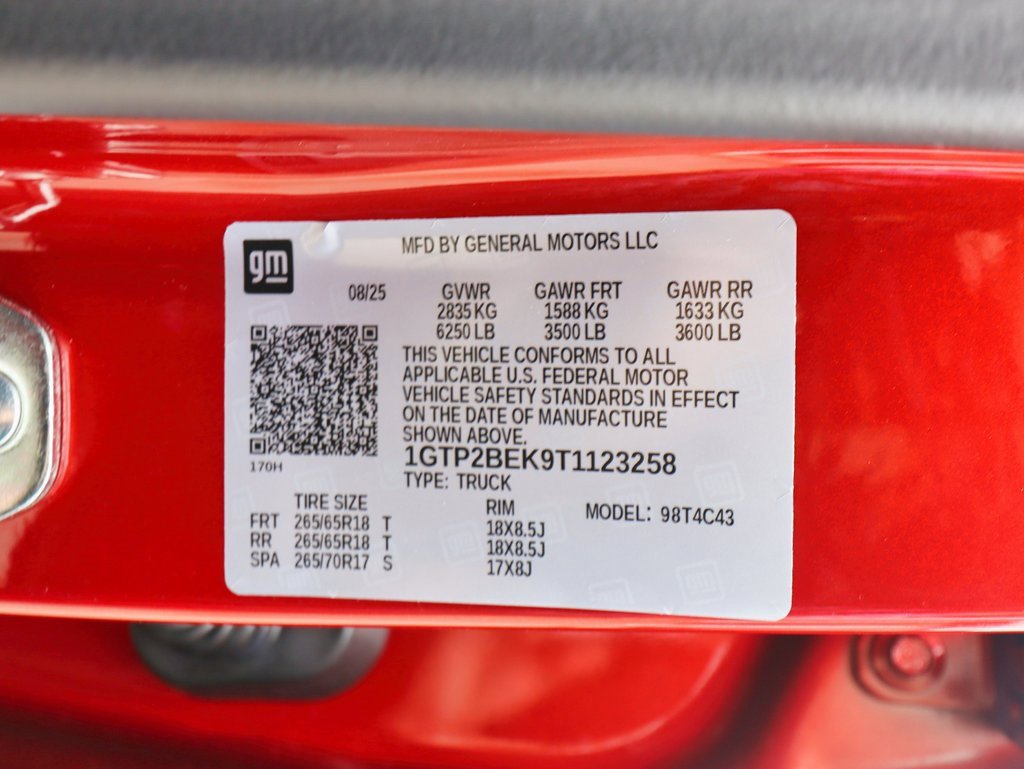 gm
MFD BY GENERAL MOTORS LLC
08/25
GVWR GAWR FRT GAWR RR
2835 KG 1588 KG 1633 KG
6250 LB 3500 LB 3600 LB
THIS VEHICLE CONFORMS TO ALL
APPLICABLE U.S. FEDERAL MOTOR
VEHICLE SAFETY STANDARDS IN EFFECT
ON THE DATE OF MANUFACTURE
SHOWN ABOVE.
170H
1GTP2BEK9T1123258
TYPE: TRUCK
TIRE SIZE RIM MODEL: 98T4C43
FRT 265/65R18 T 18X8.5J
RR 265/65R18 T 18X8.5J
SPA 265/70R17 S 17X8J